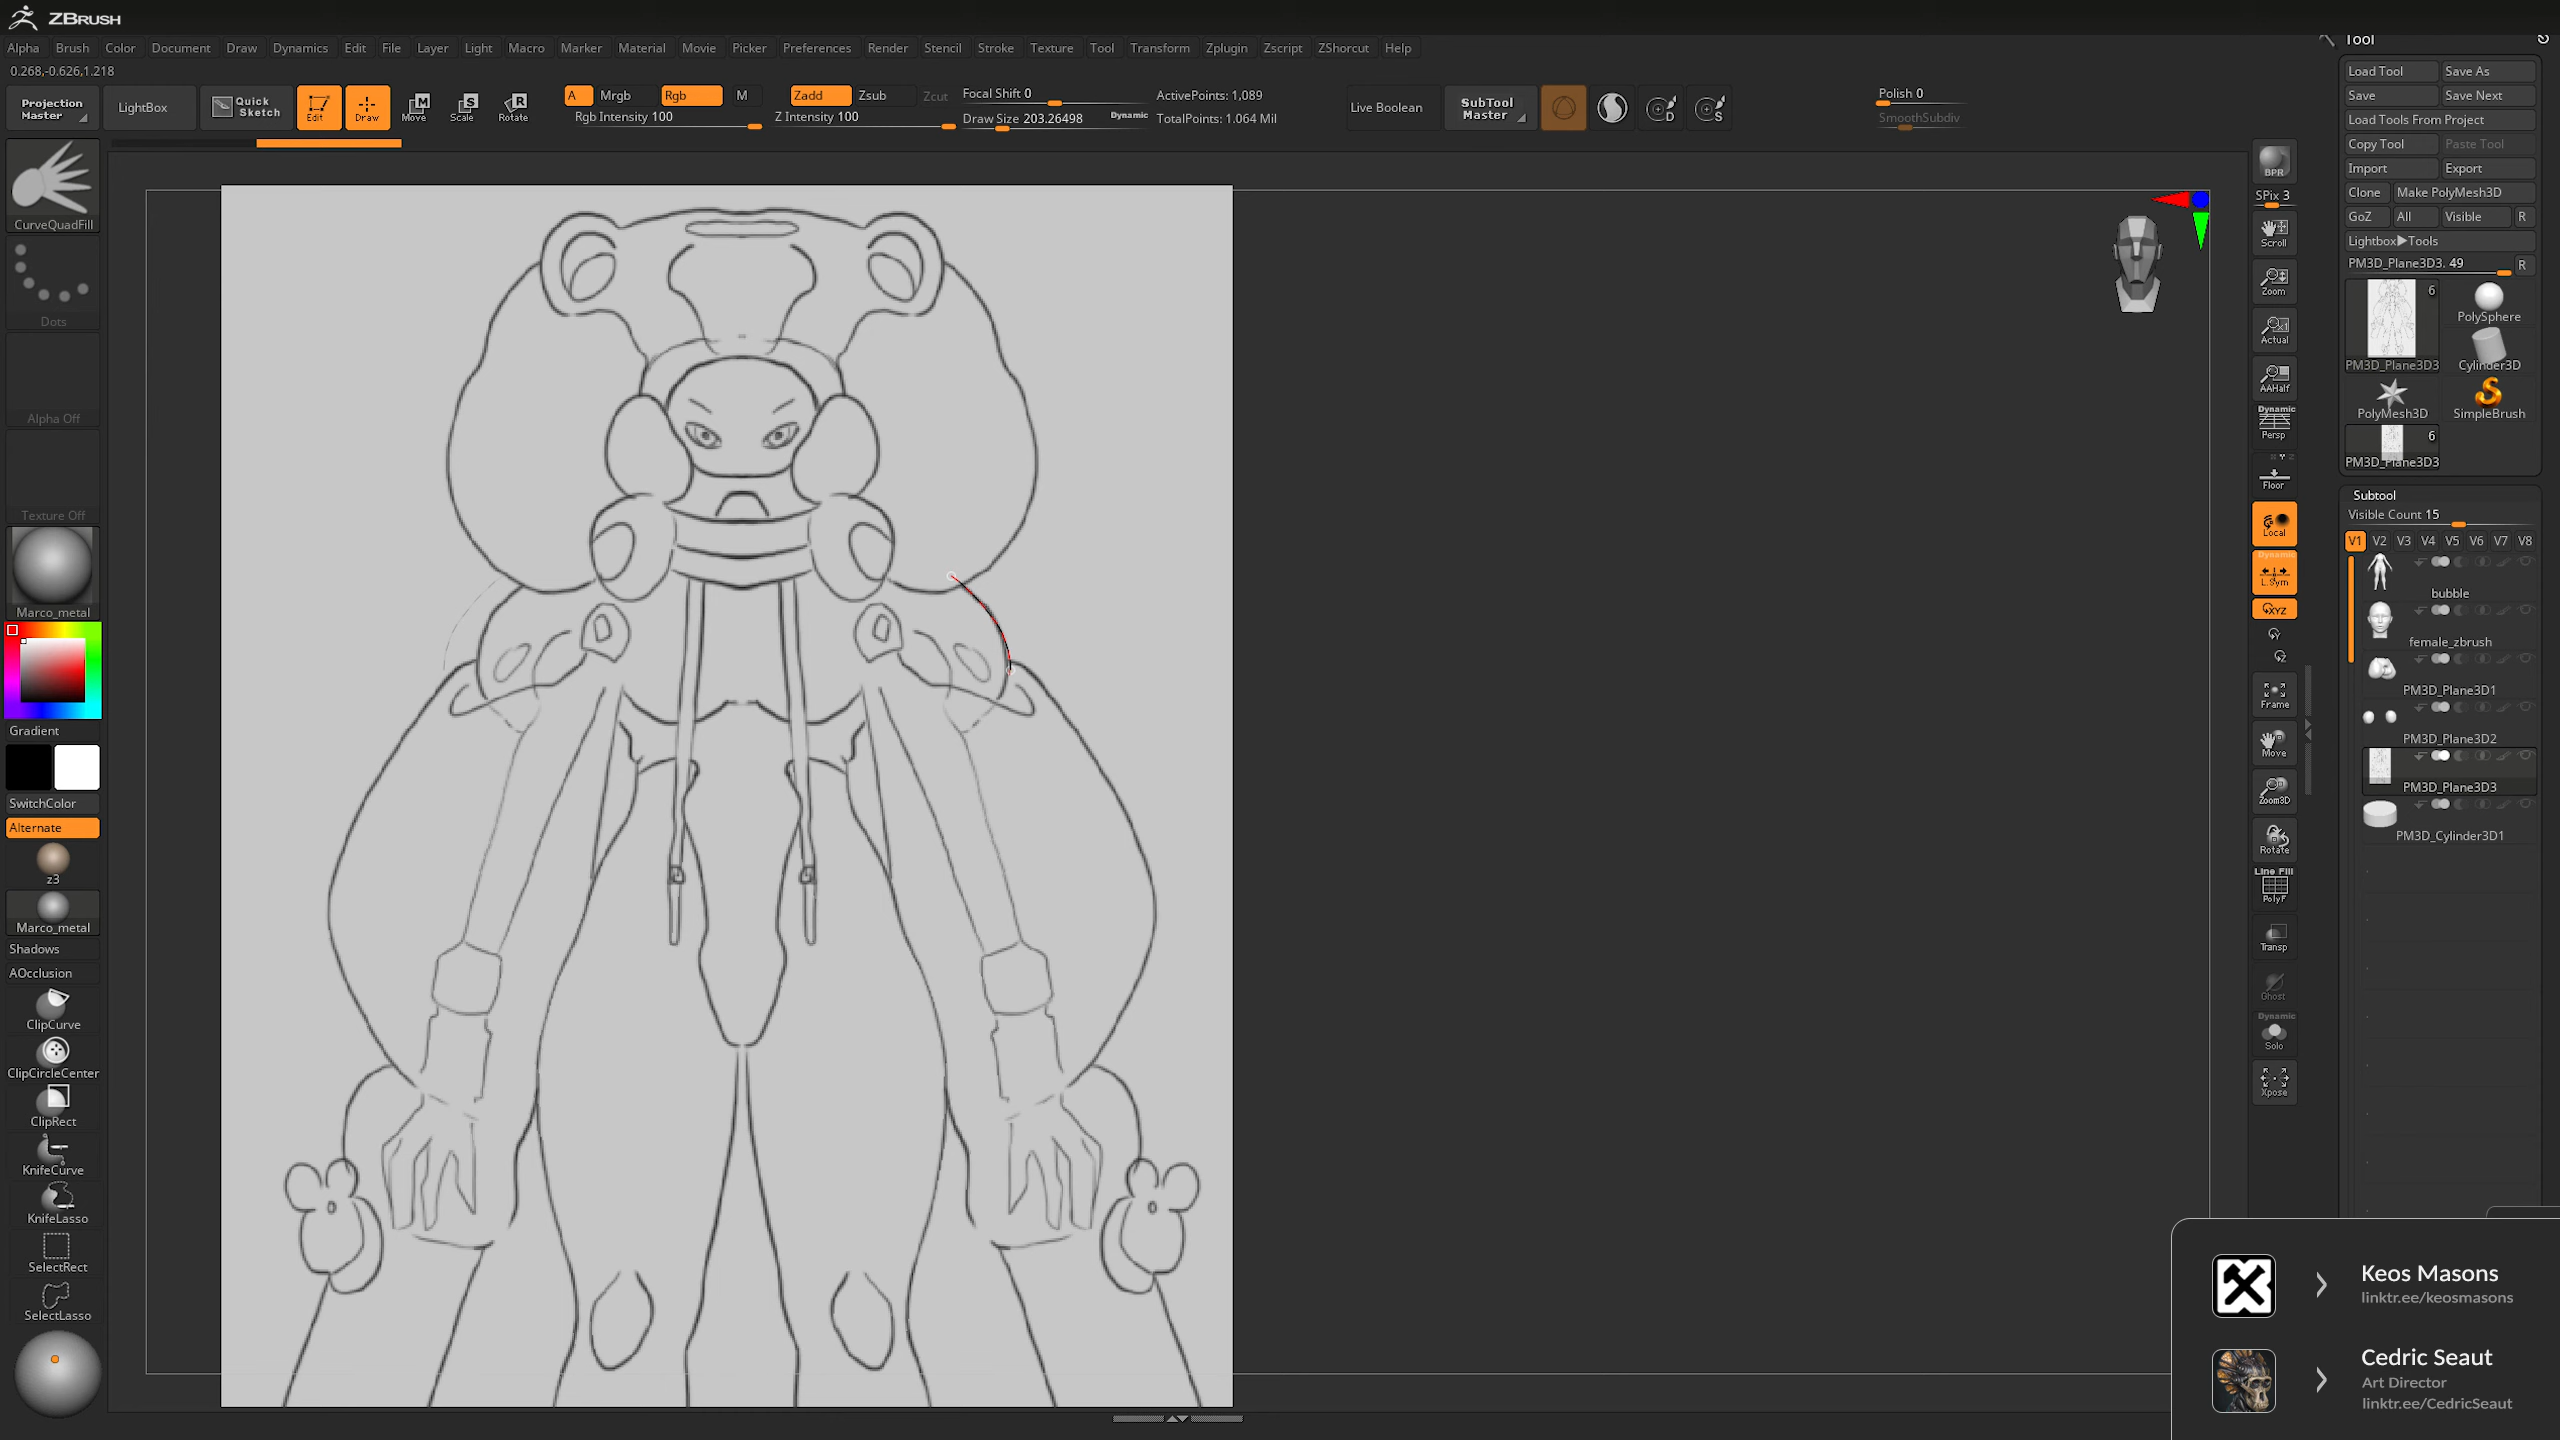 ZBRUSH
Alpha Brush Color Document Draw Dynamics Edit File Layer Light Macro Marker Material Movie Picker Preferences Render Stencil Stroke Texture Tool Transform Zplugin Zscript ZShorcut Help
0.268,-0.626,1.218
Projection Master
LightBox
Quick Sketch
Edit
Draw
Move
Scale
Rotate
A Mrgb Rgb M
Rgb Intensity 100
Zadd Zsub Zcut
Z Intensity 100
Focal Shift 0
Draw Size 203.26498 Dynamic
ActivePoints: 1,089
TotalPoints: 1.064 Mil
Live Boolean
SubTool Master
Polish 0
SmoothSubdiv
CurveQuadFill
Dots
Alpha Off
Texture Off
Marco_metal
Gradient
SwitchColor
Alternate
z3
Marco_metal
Shadows
AOcclusion
ClipCurve
ClipCircleCenter
ClipRect
KnifeCurve
KnifeLasso
SelectRect
SelectLasso
BPR
SPix 3
Scroll
Zoom
Actual
AAHalf
Dynamic
Persp
Floor
Local
Dynamic
L.Sym
XYZ
Frame
Move
Zoom3D
Rotate
Line Fill
PolyF
Transp
Ghost
Dynamic
Solo
Xpose
Tool
Load Tool Save As
Save Save Next
Load Tools From Project
Copy Tool Paste Tool
Import Export
Clone Make PolyMesh3D
GoZ All Visible R
Lightbox▶Tools
PM3D_Plane3D3. 49 R
6
PM3D_Plane3D3
PolySphere
Cylinder3D
PolyMesh3D
SimpleBrush
6
PM3D_Plane3D3
Subtool
Visible Count 15
V1 V2 V3 V4 V5 V6 V7 V8
bubble
female_zbrush
PM3D_Plane3D1
PM3D_Plane3D2
PM3D_Plane3D3
PM3D_Cylinder3D1
Keos Masons
linktr.ee/keosmasons
Cedric Seaut
Art Director
linktr.ee/CedricSeaut